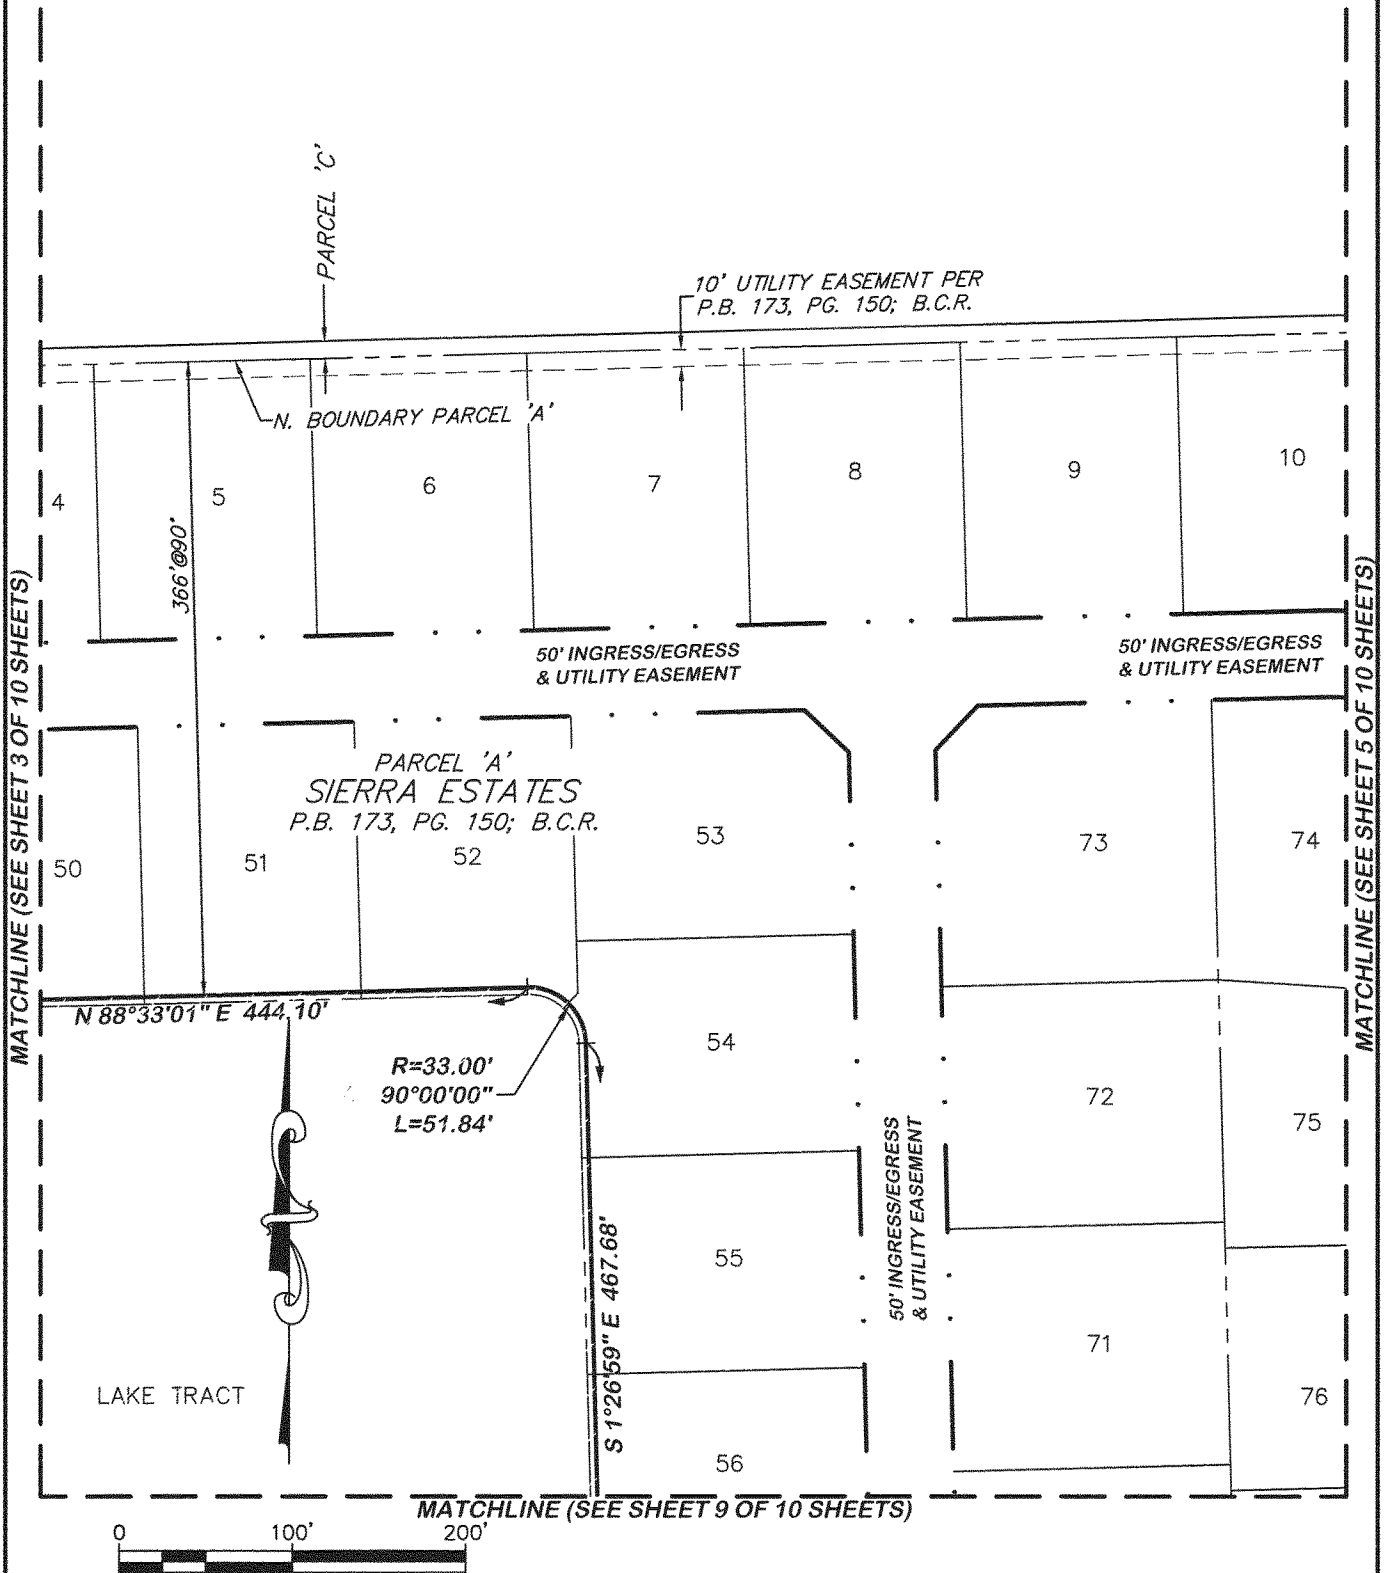 PARCEL 'C'
10' UTILITY EASEMENT PER
P.B. 173, PG. 150; B.C.R.
N. BOUNDARY PARCEL 'A'
4
5
6
7
8
9
10
366'@90°
50' INGRESS/EGRESS
& UTILITY EASEMENT
50' INGRESS/EGRESS
& UTILITY EASEMENT
MATCHLINE (SEE SHEET 3 OF 10 SHEETS)
MATCHLINE (SEE SHEET 5 OF 10 SHEETS)
PARCEL 'A'
SIERRA ESTATES
P.B. 173, PG. 150; B.C.R.
50
51
52
53
73
74
N 88°33'01" E 444.10'
R=33.00'
90°00'00"
L=51.84'
54
72
75
50' INGRESS/EGRESS
& UTILITY EASEMENT
S 1°26'59" E 467.68'
55
71
76
LAKE TRACT
56
MATCHLINE (SEE SHEET 9 OF 10 SHEETS)
0 100' 200'